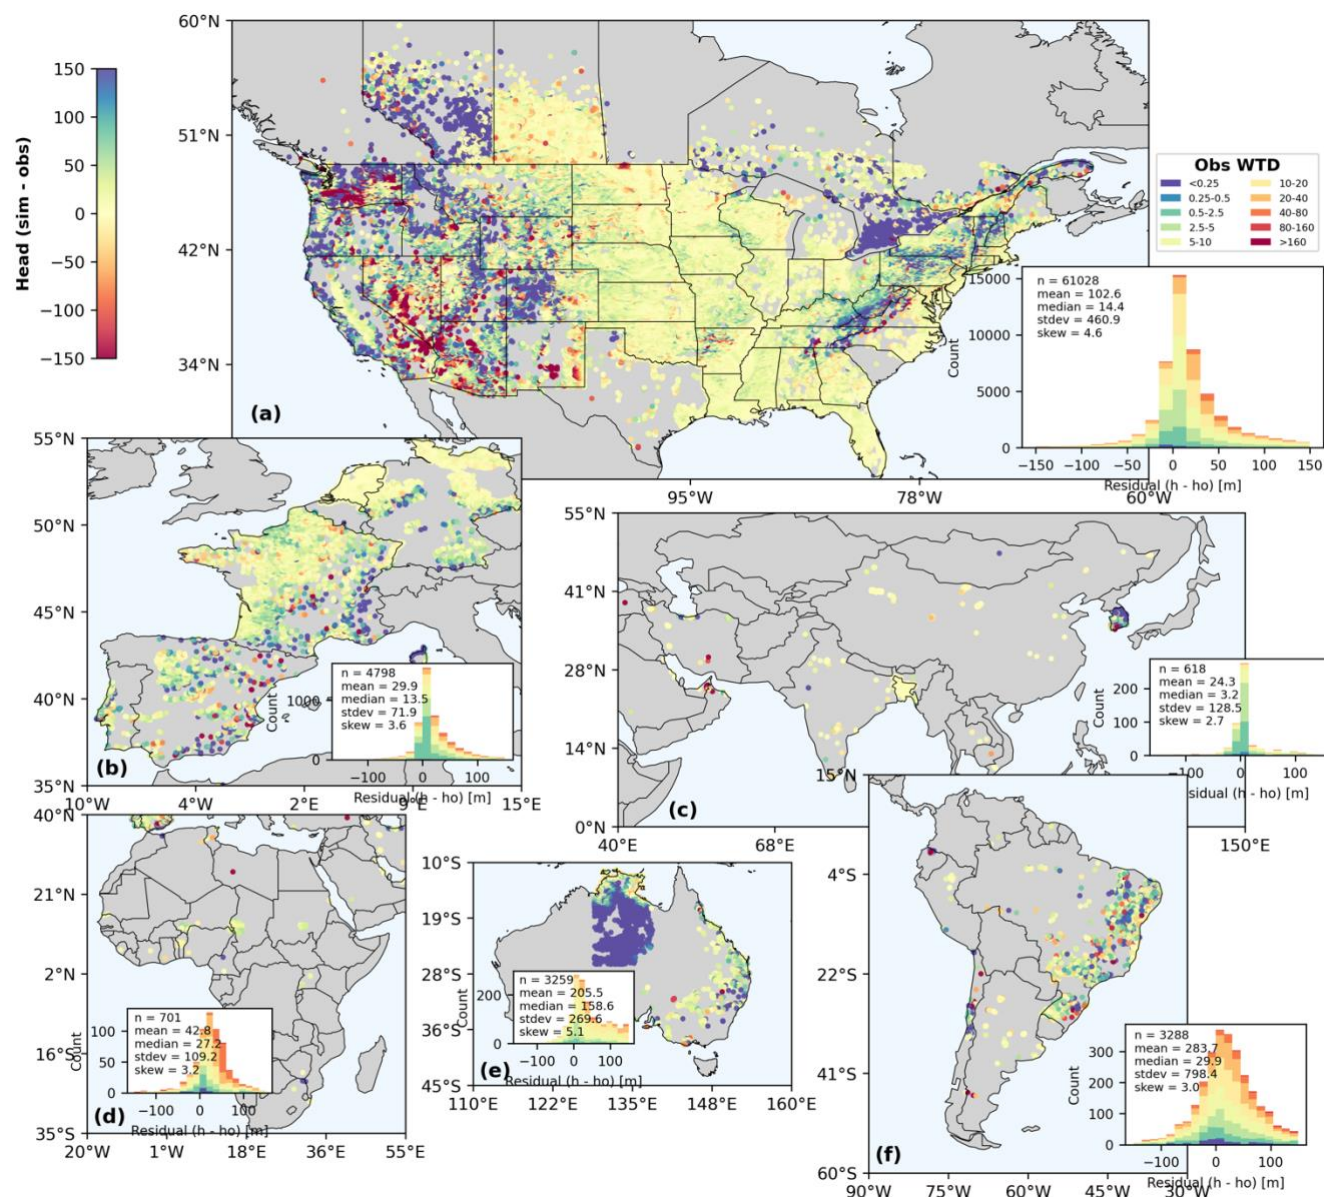 60°N
51°N
42°N
34°N
150
100
50
0
−50
−100
−150
Head (sim - obs)
(a)
95°W
78°W
60°W
Obs WTD
<0.25
0.25-0.5
0.5-2.5
2.5-5
5-10
10-20
20-40
40-80
80-160
>160
15000
10000
5000
0
Count
n = 61028
mean = 102.6
median = 14.4
stdev = 460.9
skew = 4.6
−150
−100
−50
0
50
100
150
Residual (h - ho) [m]
55°N
50°N
45°N
40°N
35°N
10°W
4°W
2°E
9°E
15°E
(b)
n = 4798
mean = 29.9
median = 13.5
stdev = 71.9
skew = 3.6
1000
Count
−100
0
100
Residual (h - ho) [m]
55°N
41°N
28°N
14°N
0°N
40°E
68°E
150°E
(c)
n = 618
mean = 24.3
median = 3.2
stdev = 128.5
skew = 2.7
200
100
0
Count
−100
0
100
sidual (h - ho) [m]
40°N
21°N
2°N
16°S
35°S
20°W
1°W
18°E
36°E
55°E
(d)
n = 701
mean = 42.8
median = 27.2
stdev = 109.2
skew = 3.2
100
50
0
Count
−100
0
100
Residual (h - ho) [m]
10°S
19°S
28°S
36°S
45°S
110°E
122°E
135°E
148°E
160°E
(e)
n = 3259
mean = 205.5
median = 158.6
stdev = 269.6
skew = 5.1
200
0
Count
−100
0
100
Residual (h - ho) [m]
15°N
4°S
22°S
41°S
60°S
90°W
75°W
60°W
45°W
30°W
(f)
n = 3288
mean = 283.7
median = 29.9
stdev = 798.4
skew = 3.0
300
200
100
0
Count
−100
0
100
Residual (h - ho) [m]